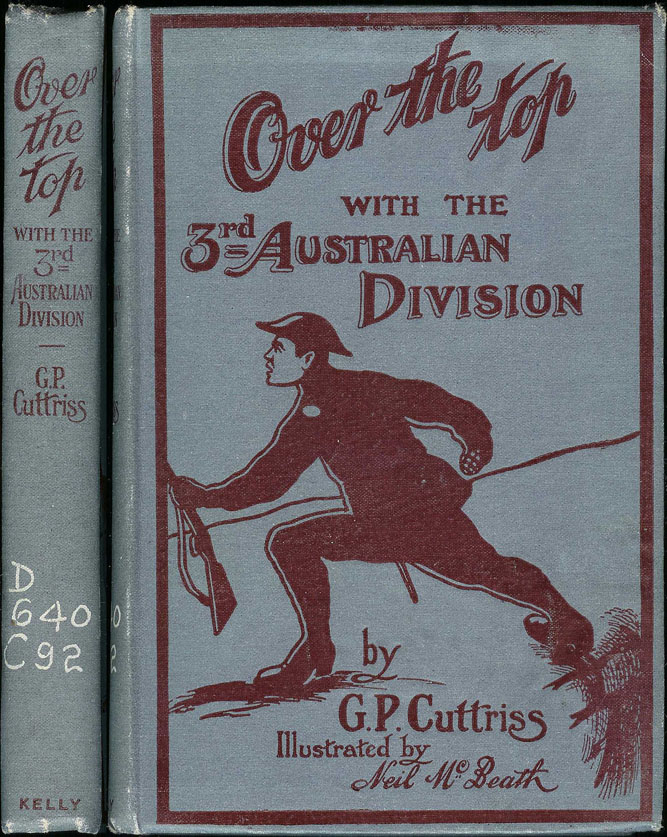 Over
the
top
WITH THE
3rd
AUSTRALIAN
DIVISION
G.P.
Cuttriss
D
640
C92
KELLY
Over the top
WITH THE
3rd AUSTRALIAN
DIVISION
by
G.P. Cuttriss
Illustrated by
Neil McBeath